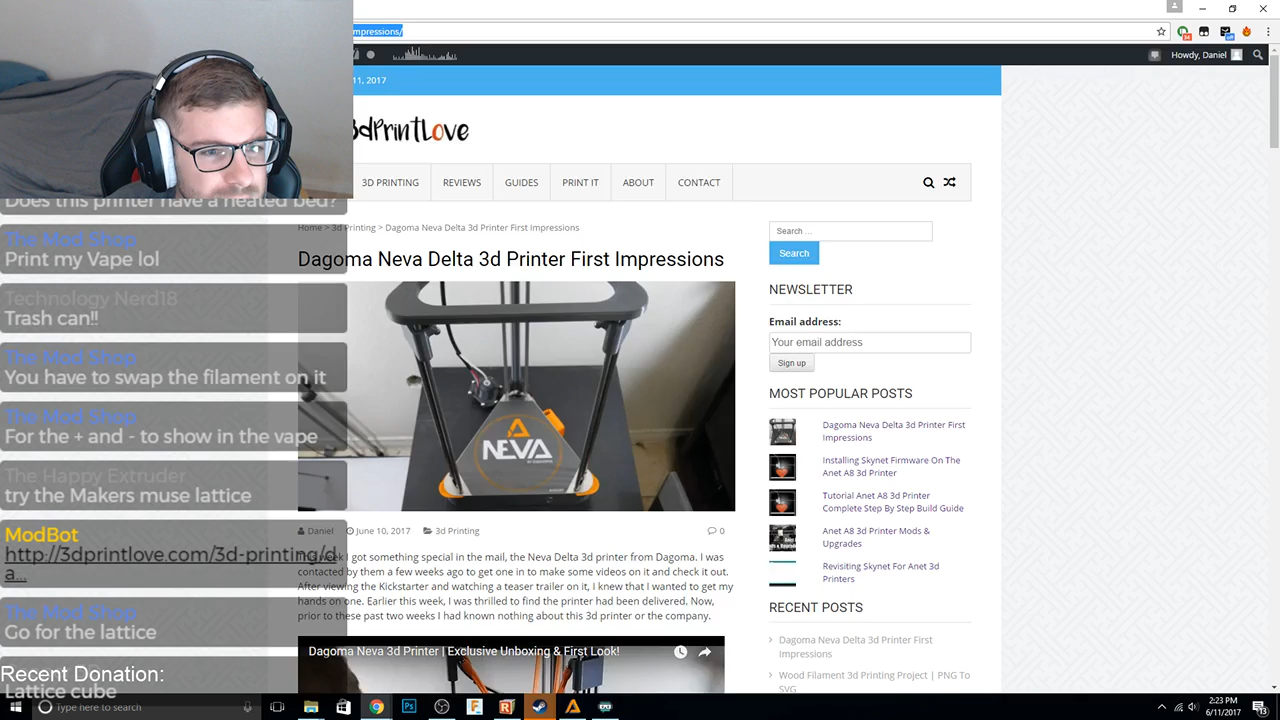 mpressions/
Howdy, Daniel
11, 2017
3dPrintLove
3D PRINTING
REVIEWS
GUIDES
PRINT IT
ABOUT
CONTACT
Home > 3d Printing > Dagoma Neva Delta 3d Printer First Impressions
Dagoma Neva Delta 3d Printer First Impressions
NEVA
Daniel
June 10, 2017
3d Printing
0
This week I got something special in the mail, the Neva Delta 3d printer from Dagoma. I was
contacted by them a few weeks ago to get one in to make some videos on it and check it out.
After viewing the Kickstarter and watching a teaser trailer on it, I knew that I wanted to get my
hands on one. Earlier this week, I was thrilled to find the printer had been delivered. Now,
prior to these past two weeks I had known nothing about this 3d printer or the company.
Dagoma Neva 3d Printer | Exclusive Unboxing & First Look!
Search ...
Search
NEWSLETTER
Email address:
Your email address
Sign up
MOST POPULAR POSTS
Dagoma Neva Delta 3d Printer First
Impressions
Installing Skynet Firmware On The
Anet A8 3d Printer
Tutorial Anet A8 3d Printer
Complete Step By Step Build Guide
Anet A8 3d Printer Mods &
Upgrades
Revisiting Skynet For Anet 3d
Printers
RECENT POSTS
Dagoma Neva Delta 3d Printer First
Impressions
Wood Filament 3d Printing Project | PNG To
SVG
Does this printer have a heated bed?
The Mod Shop
Print my Vape lol
Technology Nerd18
Trash can!!
The Mod Shop
You have to swap the filament on it
The Mod Shop
For the + and - to show in the vape
The Happy Extruder
try the Makers muse lattice
ModBot
http://3dprintlove.com/3d-printing/d
a...
The Mod Shop
Go for the lattice
Recent Donation:
Lattice cube
Type here to search
2:23 PM
6/11/2017
13